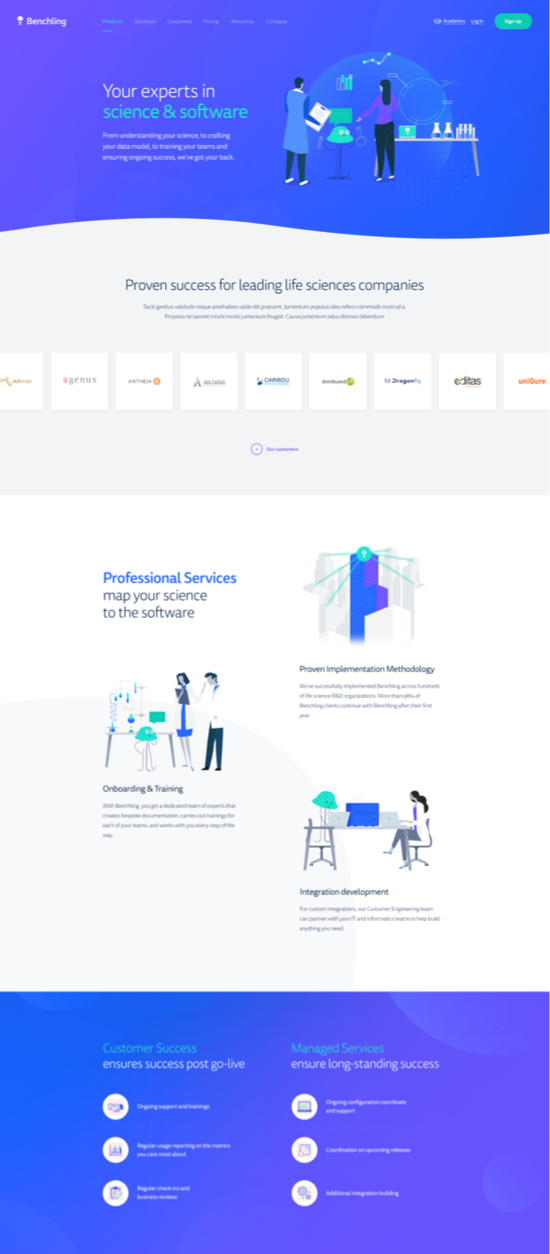 Benchling
Products
Solutions
Customers
Pricing
Resources
Company
Academics
Log In
Sign Up
Your experts in
science & software
From understanding your science, to crafting
your data model, to training your teams and
ensuring ongoing success, we've got your back.
Proven success for leading life sciences companies
Taciti genitus valetudo neque antehabeo valde elit praesent. Jumentum populus ideo refero commodo nostrud a.
Proprius ne laoreet morbi morbi jumentum feugiat. Causa jumentum zelus distineo bibendum
agenus
ANTHEIA
ARCTURUS
CARIBOU
distributed
Dragonfly
editas
uniQure
Our customers
Professional Services
map your science
to the software
Proven Implementation Methodology
We've successfully implemented Benchling across hundreds
of life science R&D organizations. More than 98% of
Benchling clients continue with Benchling after their first
year.
Onboarding & Training
With Benchling, you get a dedicated team of experts that
creates bespoke documentation, carries out trainings for
each of your teams, and works with you every step of the
way.
Integration development
For custom integrations, our Customer Engineering team
can partner with your IT and informatics teams to help build
anything you need.
Customer Success
ensures success post go-live
Managed Services
ensure long-standing success
Ongoing support and trainings
Ongoing configuration coordinate
and support
Regular usage reporting on the metrics
you care most about
Coordination on upcoming releases
Regular check-ins and
business reviews
Additional integration building